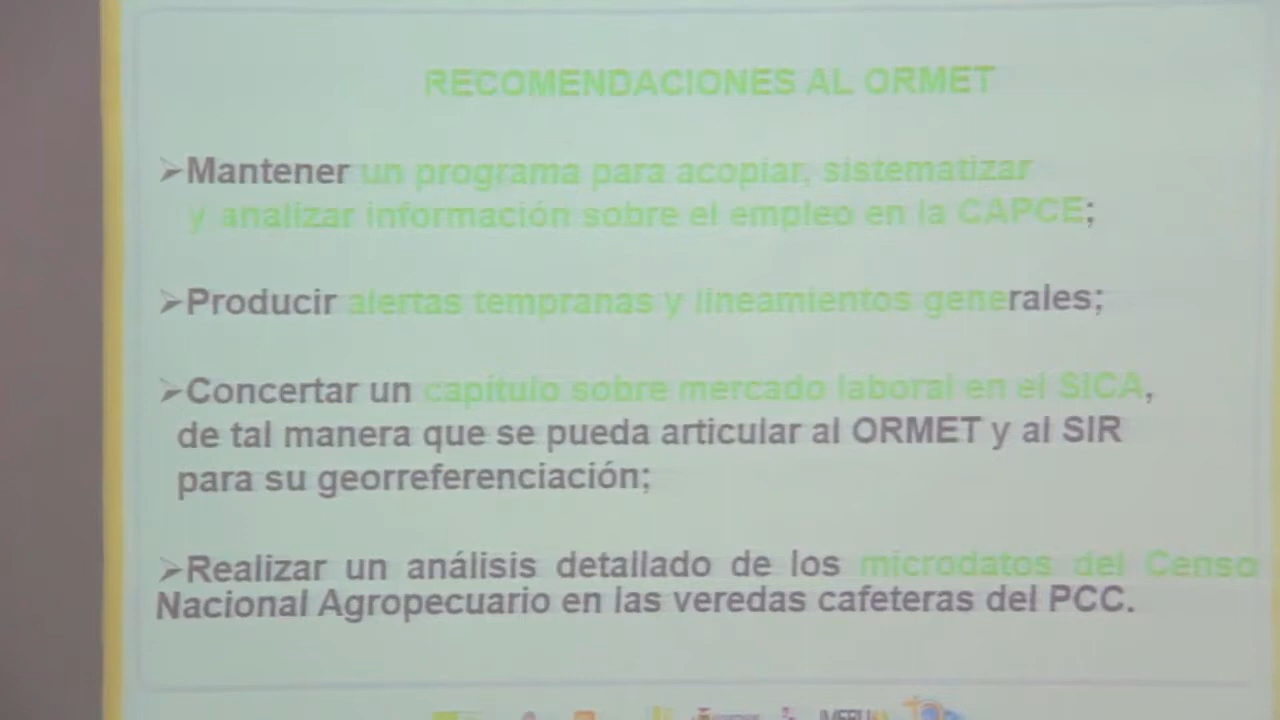 RECOMENDACIONES AL ORMET
➢Mantener un programa para acopiar, sistematizar
y analizar información sobre el empleo en la CAPCE;
➢Producir alertas tempranas y lineamientos generales;
➢Concertar un capítulo sobre mercado laboral en el SICA,
de tal manera que se pueda articular al ORMET y al SIR
para su georreferenciación;
➢Realizar un análisis detallado de los microdatos del Censo
Nacional Agropecuario en las veredas cafeteras del PCC.